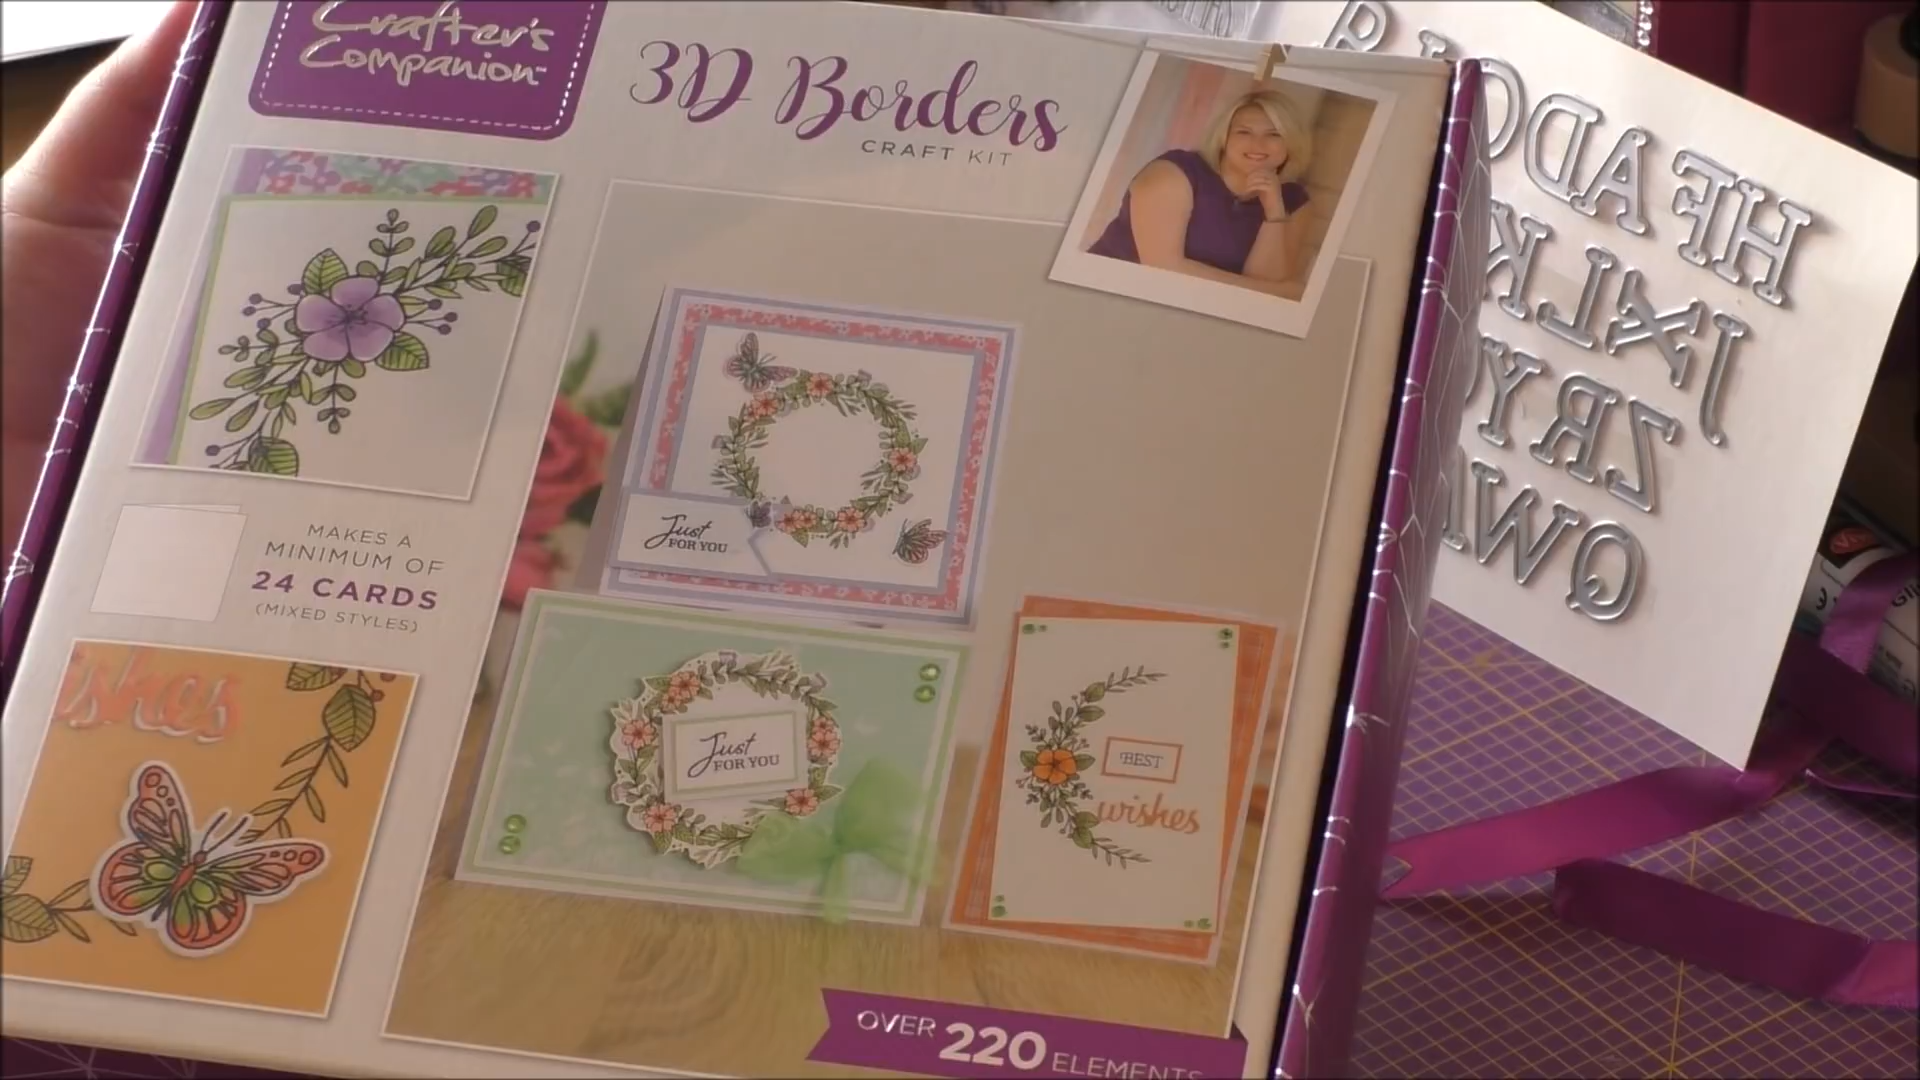 Crafter's
Companion
3D Borders
CRAFT KIT
MAKES A
MINIMUM OF
24 CARDS
(MIXED STYLES)
Just
FOR YOU
Just
FOR YOU
BEST
wishes
ishes
OVER 220 ELEMENTS